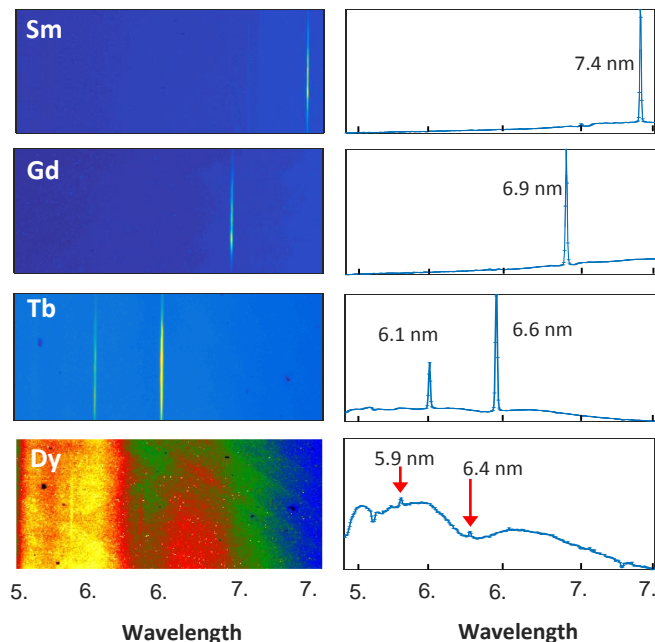 Sm
7.4 nm
Gd
6.9 nm
Tb
6.1 nm
6.6 nm
Dy
5.9 nm
6.4 nm
5. 6. 6. 7. 7.
5. 6. 6. 7. 7.
Wavelength
Wavelength